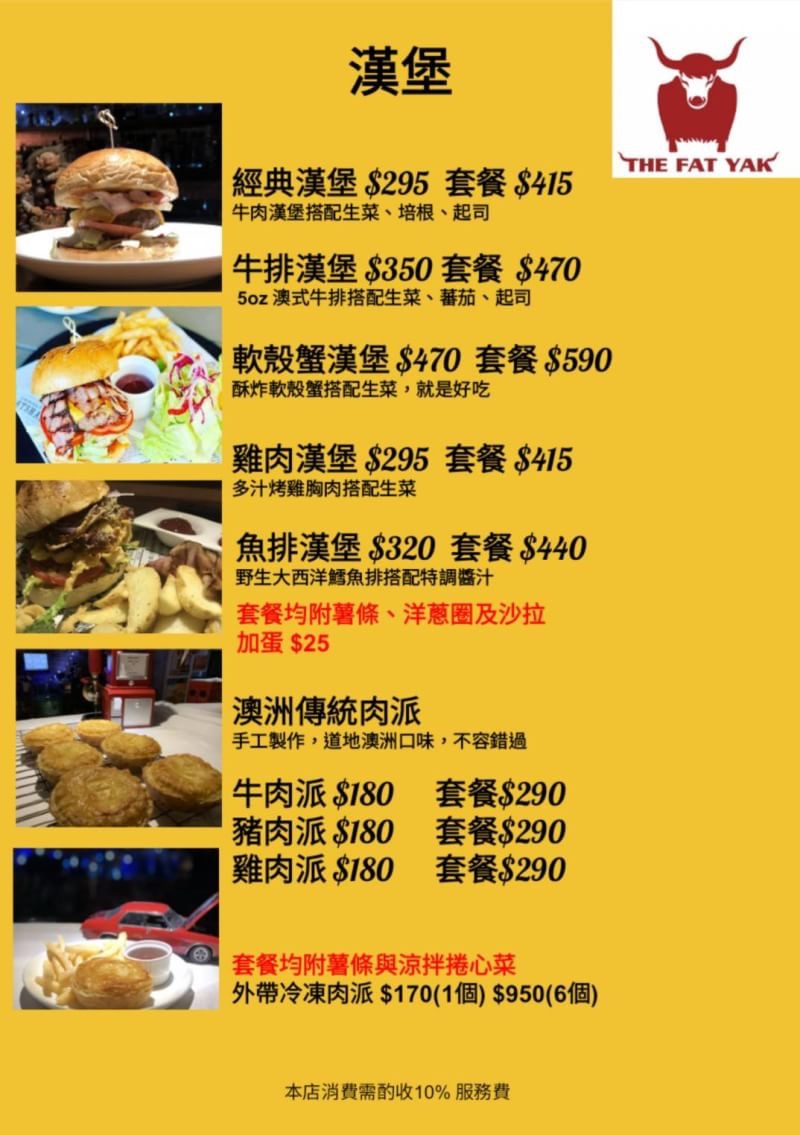 漢堡
THE FAT YAK
經典漢堡 $295 套餐 $415
牛肉漢堡搭配生菜、培根、起司
牛排漢堡 $350 套餐 $470
5oz 澳式牛排搭配生菜、蕃茄、起司
軟殼蟹漢堡 $470 套餐 $590
酥炸軟殼蟹搭配生菜，就是好吃
雞肉漢堡 $295 套餐 $415
多汁烤雞胸肉搭配生菜
魚排漢堡 $320 套餐 $440
野生大西洋鱈魚排搭配特調醬汁
套餐均附薯條、洋蔥圈及沙拉
加蛋 $25
澳洲傳統肉派
手工製作，道地澳洲口味，不容錯過
牛肉派 $180 套餐$290
豬肉派 $180 套餐$290
雞肉派 $180 套餐$290
套餐均附薯條與涼拌捲心菜
外帶冷凍肉派 $170(1個) $950(6個)
本店消費需酌收10% 服務費